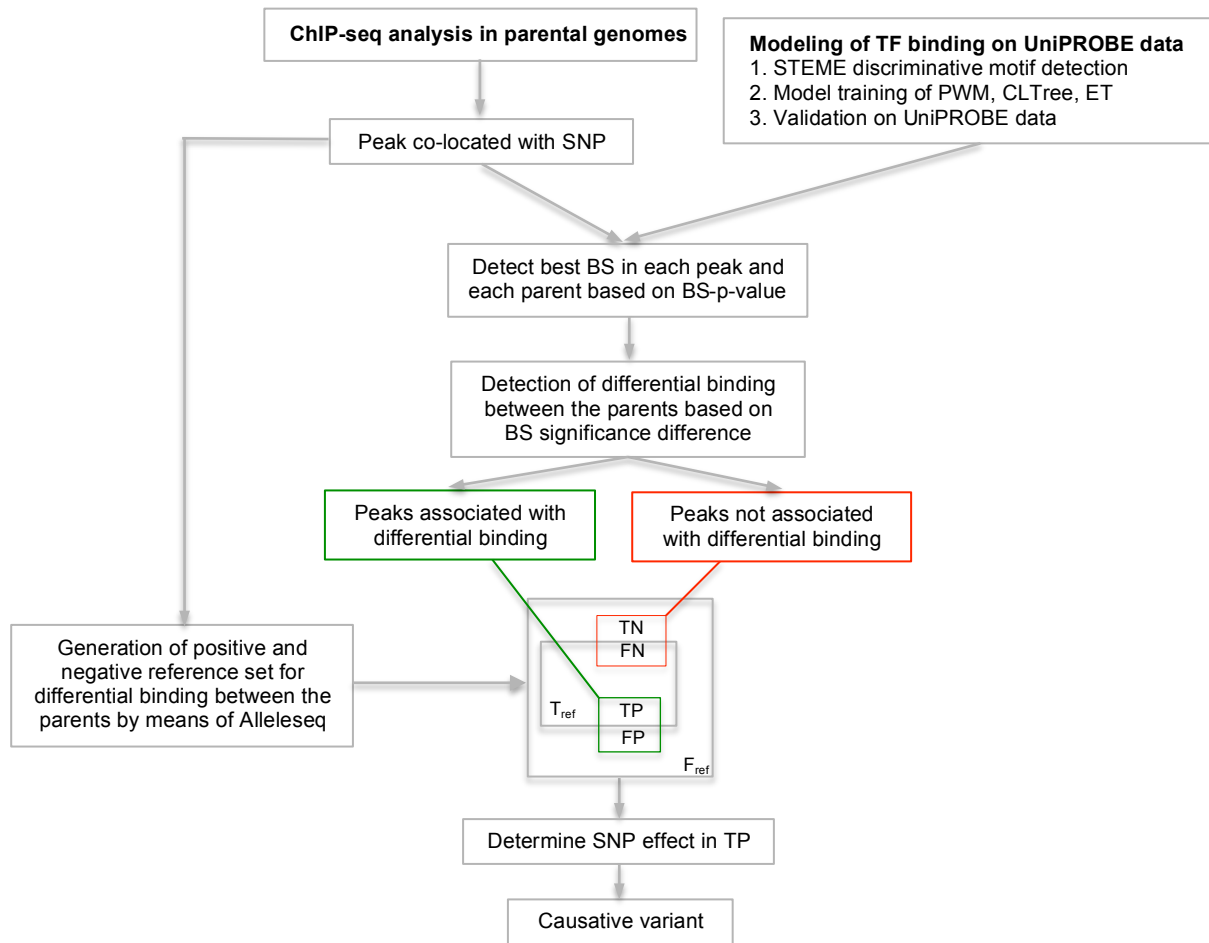 ChIP-seq analysis in parental genomes
Modeling of TF binding on UniPROBE data
1. STEME discriminative motif detection
2. Model training of PWM, CLTree, ET
3. Validation on UniPROBE data
Peak co-located with SNP
Detect best BS in each peak and
each parent based on BS-p-value
Detection of differential binding
between the parents based on
BS significance difference
Peaks associated with
differential binding
Peaks not associated
with differential binding
Generation of positive and
negative reference set for
differential binding between the
parents by means of Alleleseq
TN
FN
Tref
TP
FP
Fref
Determine SNP effect in TP
Causative variant